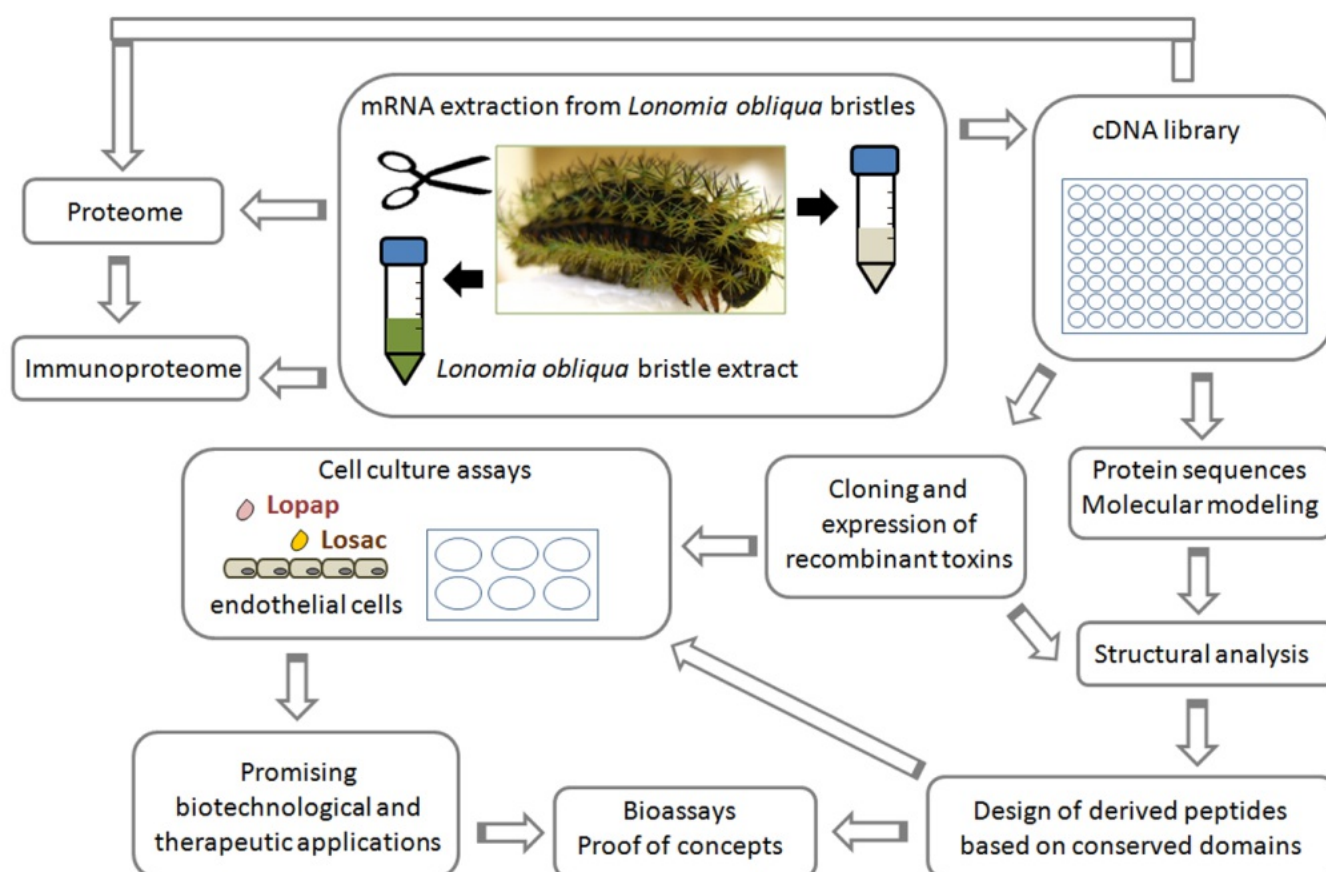 mRNA extraction from Lonomia obliqua bristles
cDNA library
Proteome
Immunoproteome
Lonomia obliqua bristle extract
Cell culture assays
Lopap
Losac
endothelial cells
Cloning and
expression of
recombinant toxins
Protein sequences
Molecular modeling
Structural analysis
Promising
biotechnological and
therapeutic applications
Bioassays
Proof of concepts
Design of derived peptides
based on conserved domains